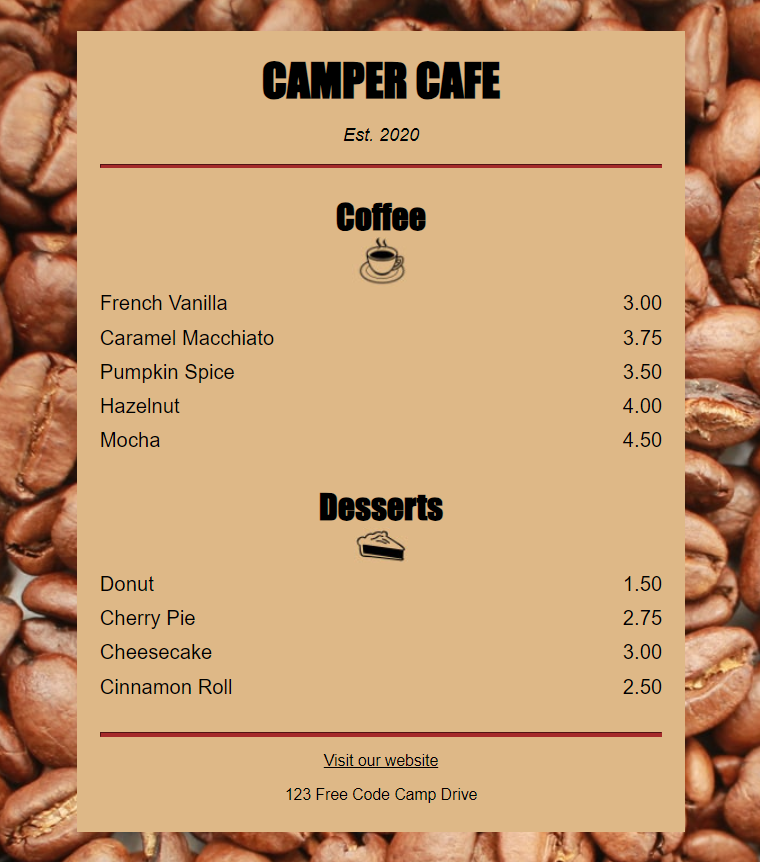 CAMPER CAFE
Est. 2020
Coffee
French Vanilla 3.00
Caramel Macchiato 3.75
Pumpkin Spice 3.50
Hazelnut 4.00
Mocha 4.50
Desserts
Donut 1.50
Cherry Pie 2.75
Cheesecake 3.00
Cinnamon Roll 2.50
Visit our website
123 Free Code Camp Drive